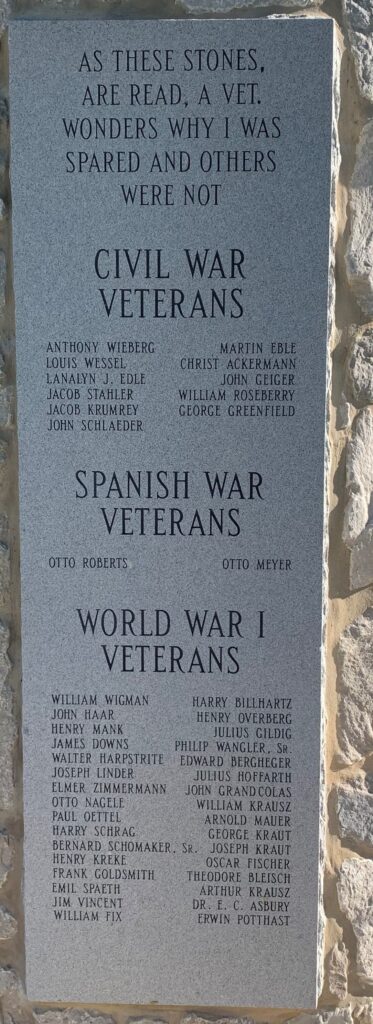 AS THESE STONES,
ARE READ, A VET.
WONDERS WHY I WAS
SPARED AND OTHERS
WERE NOT
CIVIL WAR
VETERANS
ANTHONY WIEBERG MARTIN EBLE
LOUIS WESSEL CHRIST ACKERMANN
LANALYN J. EDLE JOHN GEIGER
JACOB STAHLER WILLIAM ROSEBERRY
JACOB KRUMREY GEORGE GREENFIELD
JOHN SCHLAEDER
SPANISH WAR
VETERANS
OTTO ROBERTS OTTO MEYER
WORLD WAR I
VETERANS
WILLIAM WIGMAN HARRY BILLHARTZ
JOHN HAAR HENRY OVERBERG
HENRY MANK JULIUS GILDIG
JAMES DOWNS PHILIP WANGLER, SR.
WALTER HARPSTRITE EDWARD BERGHEGER
JOSEPH LINDER JULIUS HOFFARTH
ELMER ZIMMERMANN JOHN GRANDCOLAS
OTTO NAGELE WILLIAM KRAUSZ
PAUL OETTEL ARNOLD MAUER
HARRY SCHRAG GEORGE KRAUT
BERNARD SCHOMAKER, SR. JOSEPH KRAUT
HENRY KREKE OSCAR FISCHER
FRANK GOLDSMITH THEODORE BLEISCH
EMIL SPAETH ARTHUR KRAUSZ
JIM VINCENT DR. E. C. ASBURY
WILLIAM FIX ERWIN POTTHAST